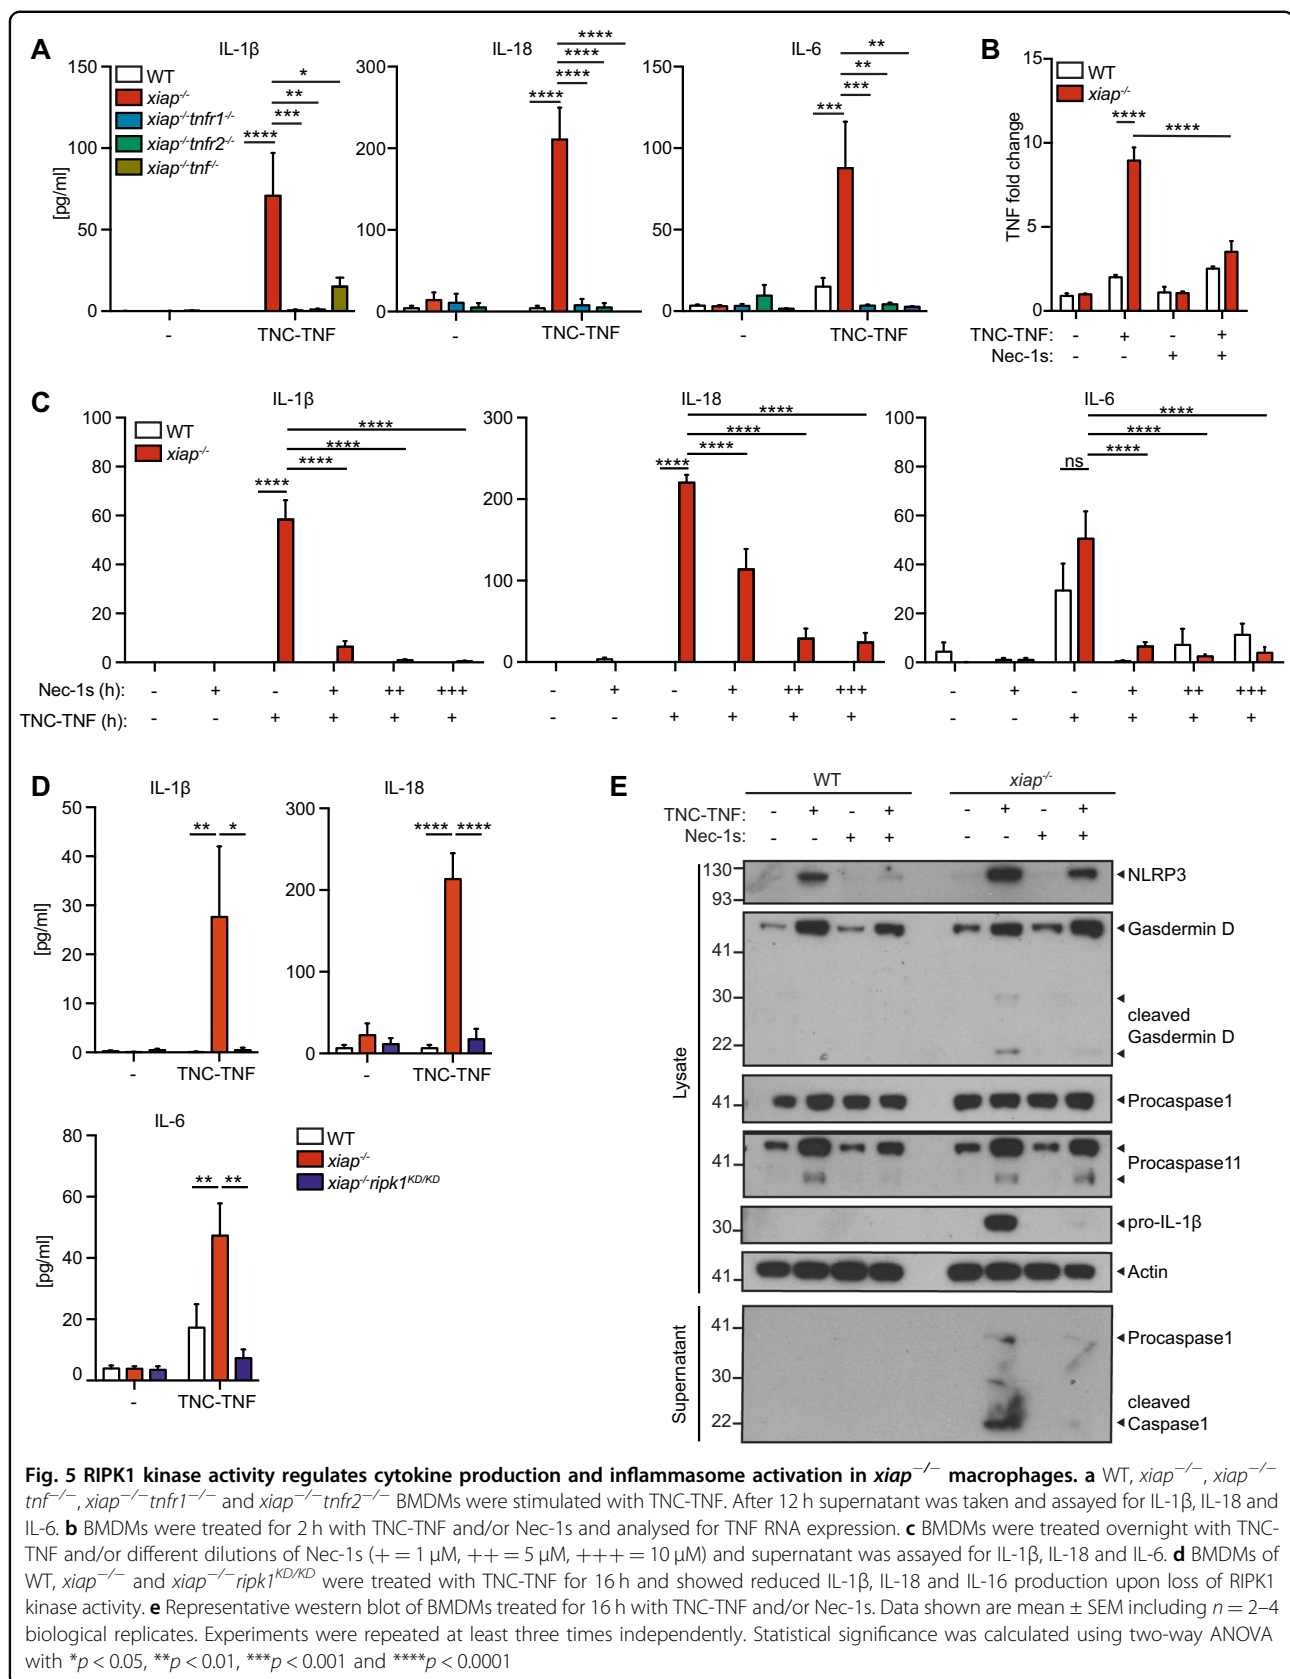 A
IL-1β
IL-18
IL-6
[pg/ml]
150
100
50
0
WT
xiap-/-
xiap-/-tnfr1-/-
xiap-/-tnfr2-/-
xiap-/-tnf-/-
**** *** ** *
- TNC-TNF
300
200
100
0
**** **** **** ****
- TNC-TNF
150
100
50
0
*** *** ** **
- TNC-TNF
B
WT
xiap-/-
TNF fold change
15
10
5
0
**** ****
TNC-TNF: - + - +
Nec-1s: - - + +
C
IL-1β
IL-18
IL-6
WT
xiap-/-
100
80
60
40
20
0
**** **** **** ****
300
200
100
0
**** **** **** ****
100
80
60
40
20
0
ns **** **** ****
Nec-1s (h): - + - + ++ +++ - + - + ++ +++ - + - + ++ +++
TNC-TNF (h): - - + + + + - - + + + + - - + + + +
D
IL-1β
[pg/ml]
50
40
30
20
10
0
** *
- TNC-TNF
IL-18
300
200
100
0
**** ****
- TNC-TNF
IL-6
[pg/ml]
80
60
40
20
0
** **
- TNC-TNF
WT
xiap-/-
xiap-/-ripk1KD/KD
E
WT xiap-/-
TNC-TNF: - + - + - + - +
Nec-1s: - - + + - - + +
Lysate
130
93
NLRP3
41
30
22
Gasdermin D
cleaved
Gasdermin D
41
Procaspase1
41
Procaspase11
30
pro-IL-1β
41
Actin
Supernatant
41
30
22
Procaspase1
cleaved
Caspase1
Fig. 5 RIPK1 kinase activity regulates cytokine production and inflammasome activation in xiap−/− macrophages. a WT, xiap−/−, xiap−/−
tnf−/−, xiap−/−tnfr1−/− and xiap−/−tnfr2−/− BMDMs were stimulated with TNC-TNF. After 12 h supernatant was taken and assayed for IL-1β, IL-18 and
IL-6. b BMDMs were treated for 2 h with TNC-TNF and/or Nec-1s and analysed for TNF RNA expression. c BMDMs were treated overnight with TNC-
TNF and/or different dilutions of Nec-1s (+ = 1 μM, ++ = 5 μM, +++ = 10 μM) and supernatant was assayed for IL-1β, IL-18 and IL-6. d BMDMs of
WT, xiap−/− and xiap−/−ripk1KD/KD were treated with TNC-TNF for 16 h and showed reduced IL-1β, IL-18 and IL-16 production upon loss of RIPK1
kinase activity. e Representative western blot of BMDMs treated for 16 h with TNC-TNF and/or Nec-1s. Data shown are mean ± SEM including n = 2–4
biological replicates. Experiments were repeated at least three times independently. Statistical significance was calculated using two-way ANOVA
with *p < 0.05, **p < 0.01, ***p < 0.001 and ****p < 0.0001